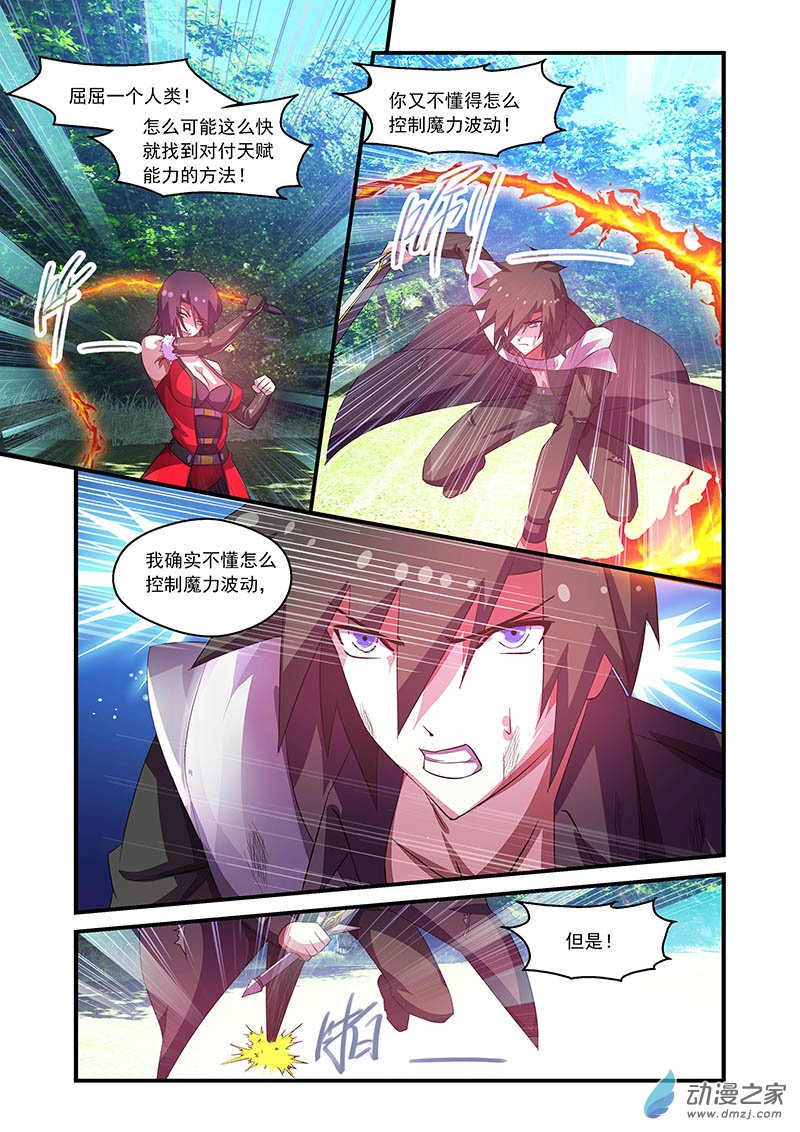 屈屈一个人类！
怎么可能这么快
就找到对付天赋
能力的方法！
你又不懂得怎么
控制魔力波动！
唰
我确实不懂怎么
控制魔力波动，
但是！
啪
动漫之家
www.dmzj.com